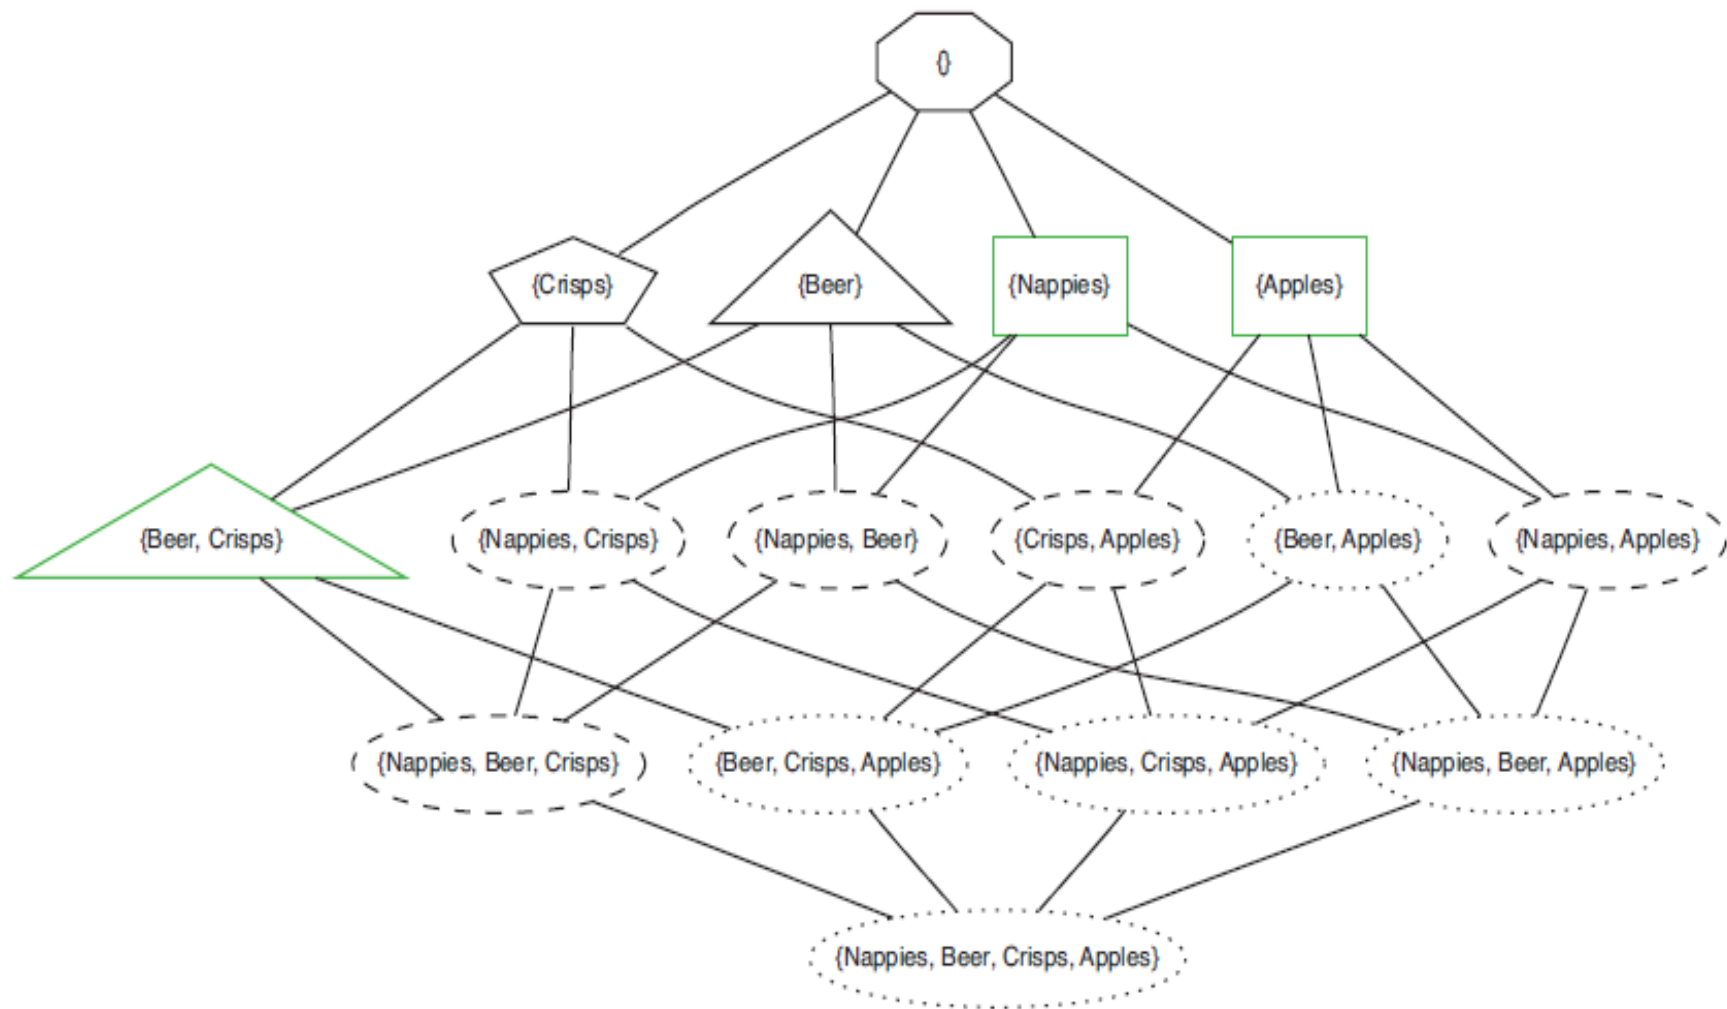 {}
{Crisps}
{Beer}
{Nappies}
{Apples}
{Beer, Crisps}
{Nappies, Crisps}
{Nappies, Beer}
{Crisps, Apples}
{Beer, Apples}
{Nappies, Apples}
{Nappies, Beer, Crisps}
{Beer, Crisps, Apples}
{Nappies, Crisps, Apples}
{Nappies, Beer, Apples}
{Nappies, Beer, Crisps, Apples}